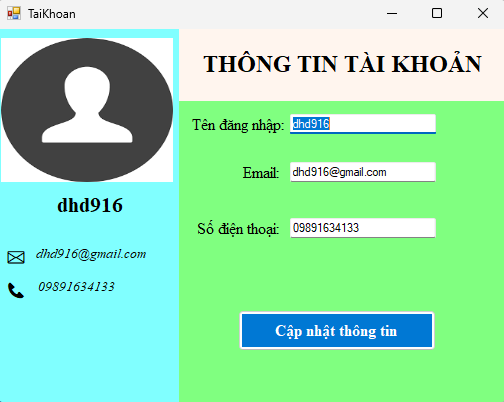 TaiKhoan
dhd916
dhd916@gmail.com
09891634133
THÔNG TIN TÀI KHOẢN
Tên đăng nhập: dhd916
Email: dhd916@gmail.com
Số điện thoại: 09891634133
Cập nhật thông tin